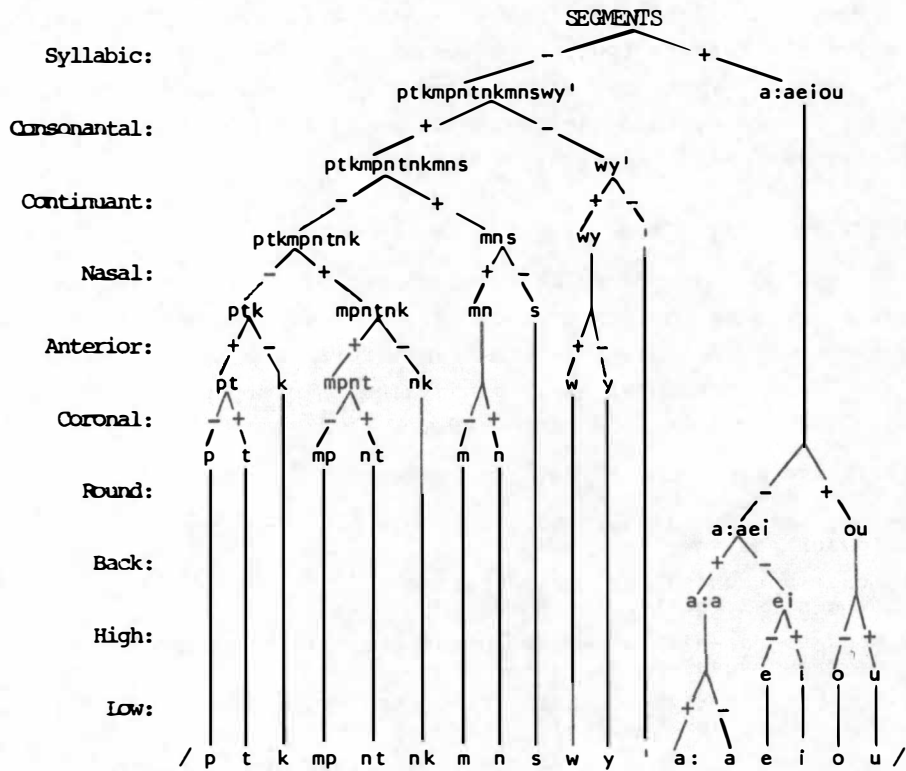 SEGMENTS
Syllabic: - +
ptkmpntnkmnswy' a:aeiou
Consonantal: + -
ptkmpntnkmns wy'
Continuant: - + + -
ptkmpntnk mns wy '
Nasal: - + + -
ptk mpntnk mn s
Anterior: + - + - + -
pt k mpnt nk w y
Coronal: - + - + - +
p t mp nt m n
Round: - +
a:aei ou
Back: + -
a:a ei
High: - + - +
e i o u
Low: + -
/ p t k mp nt nk m n s w y ' a: a e i o u /